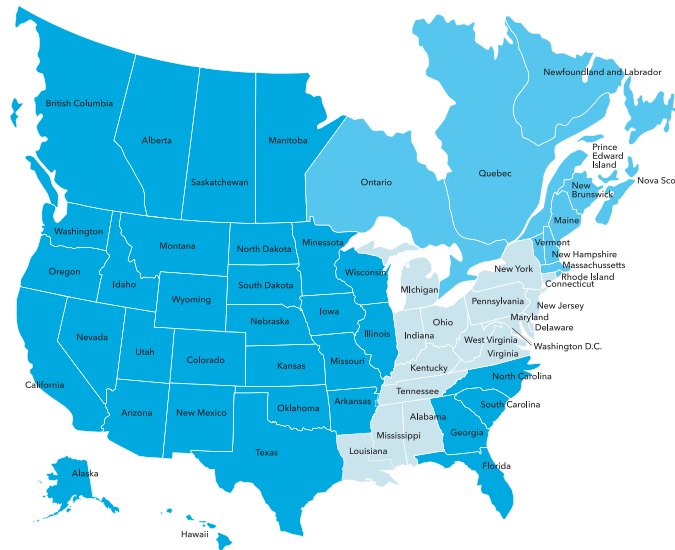 Newfoundland and Labrador
British Columbia
Alberta
Manitoba
Saskatchewan
Ontario
Quebec
Prince
Edward
Island
Nova Sco
New
Brunswick
Maine
Washington
Montana
North Dakota
Minessota
Vermont
New Hampshire
Massachussetts
Rhode Island
Connecticut
New York
Oregon
Idaho
Wisconsin
South Dakota
MIchigan
Wyoming
Pennsylvania
New Jersey
Iowa
Nebraska
Ohio
Maryland
Delaware
Nevada
Illinois
Indiana
West Virginia
Washington D.C.
Utah
Colorado
Kansas
Missouri
Virginia
Kentucky
California
North Carolina
Tennessee
Arizona
New Mexico
Oklahoma
Arkansas
South Carolina
Alabama
Georgia
Mississippi
Texas
Louisiana
Florida
Alaska
Hawaii